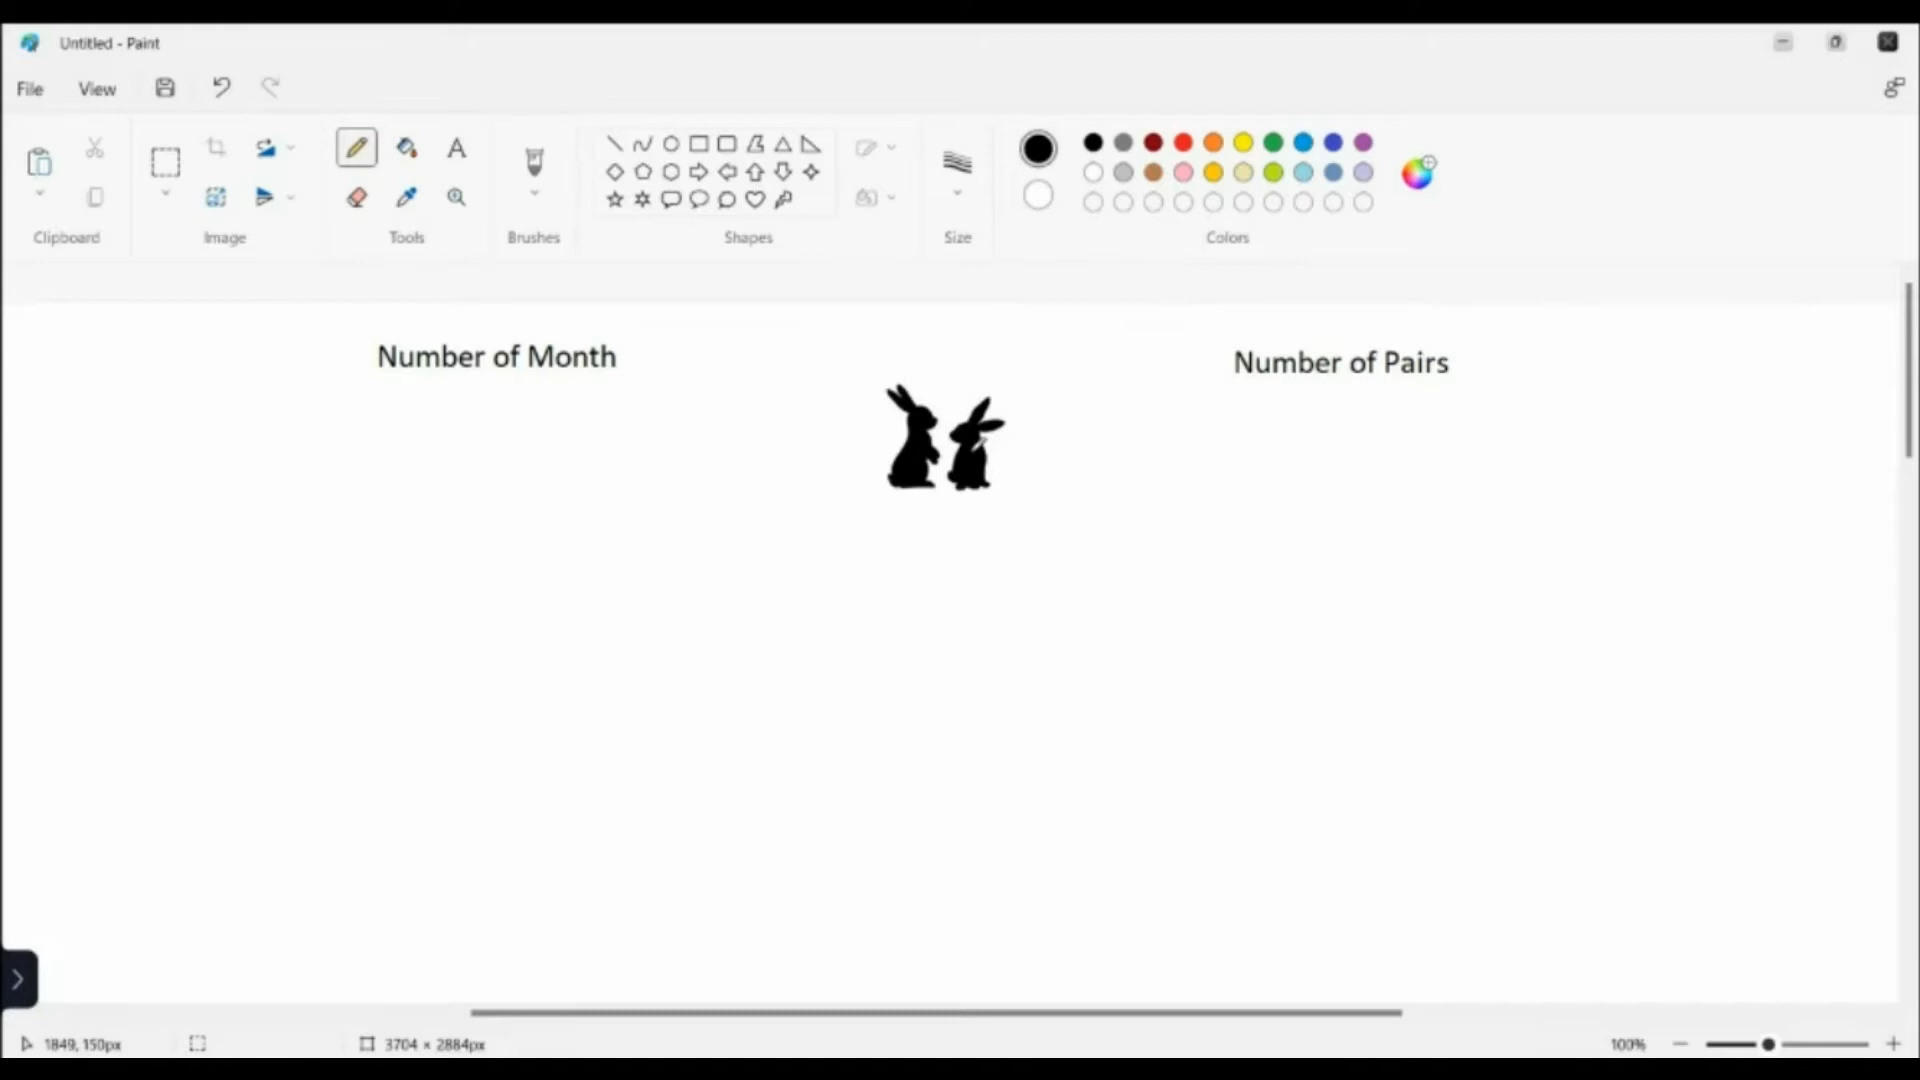 Untitled - Paint
File View
Clipboard Image Tools Brushes Shapes Size Colors
Number of Month
Number of Pairs
1849, 150px 3704 × 2884px 100%